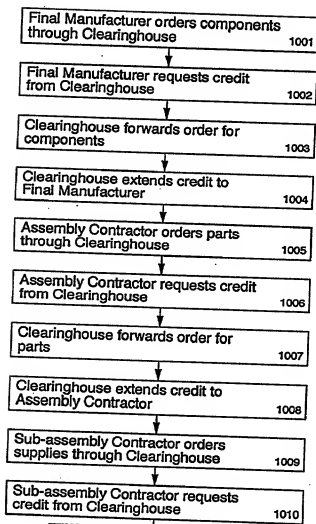 Final Manufacturer orders components
through Clearinghouse 1001
Final Manufacturer requests credit
from Clearinghouse 1002
Clearinghouse forwards order for
components 1003
Clearinghouse extends credit to
Final Manufacturer 1004
Assembly Contractor orders parts
through Clearinghouse 1005
Assembly Contractor requests credit
from Clearinghouse 1006
Clearinghouse forwards order for
parts 1007
Clearinghouse extends credit to
Assembly Contractor 1008
Sub-assembly Contractor orders
supplies through Clearinghouse 1009
Sub-assembly Contractor requests
credit from Clearinghouse 1010